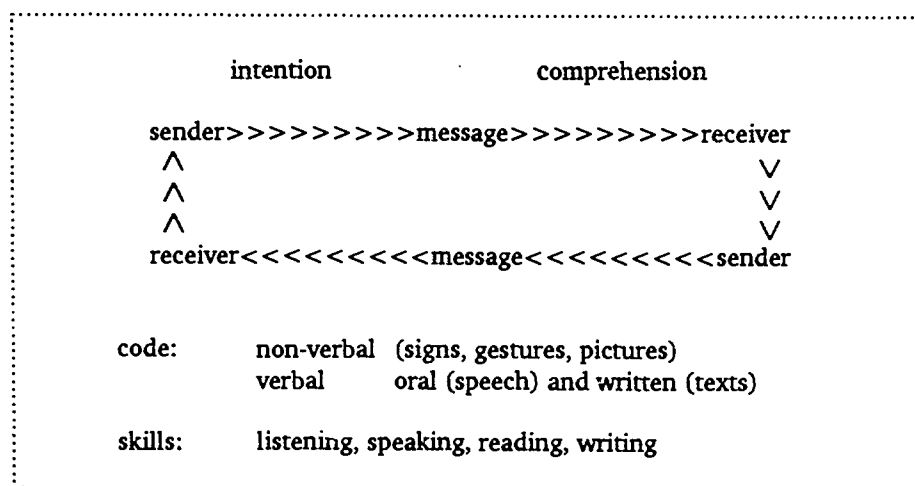 intention comprehension
sender>>>>>>>>>message>>>>>>>>>receiver
∧ ∨
∧ ∨
∧ ∨
receiver<<<<<<<<<message<<<<<<<<<sender
code: non-verbal (signs, gestures, pictures)
verbal oral (speech) and written (texts)
skills: listening, speaking, reading, writing